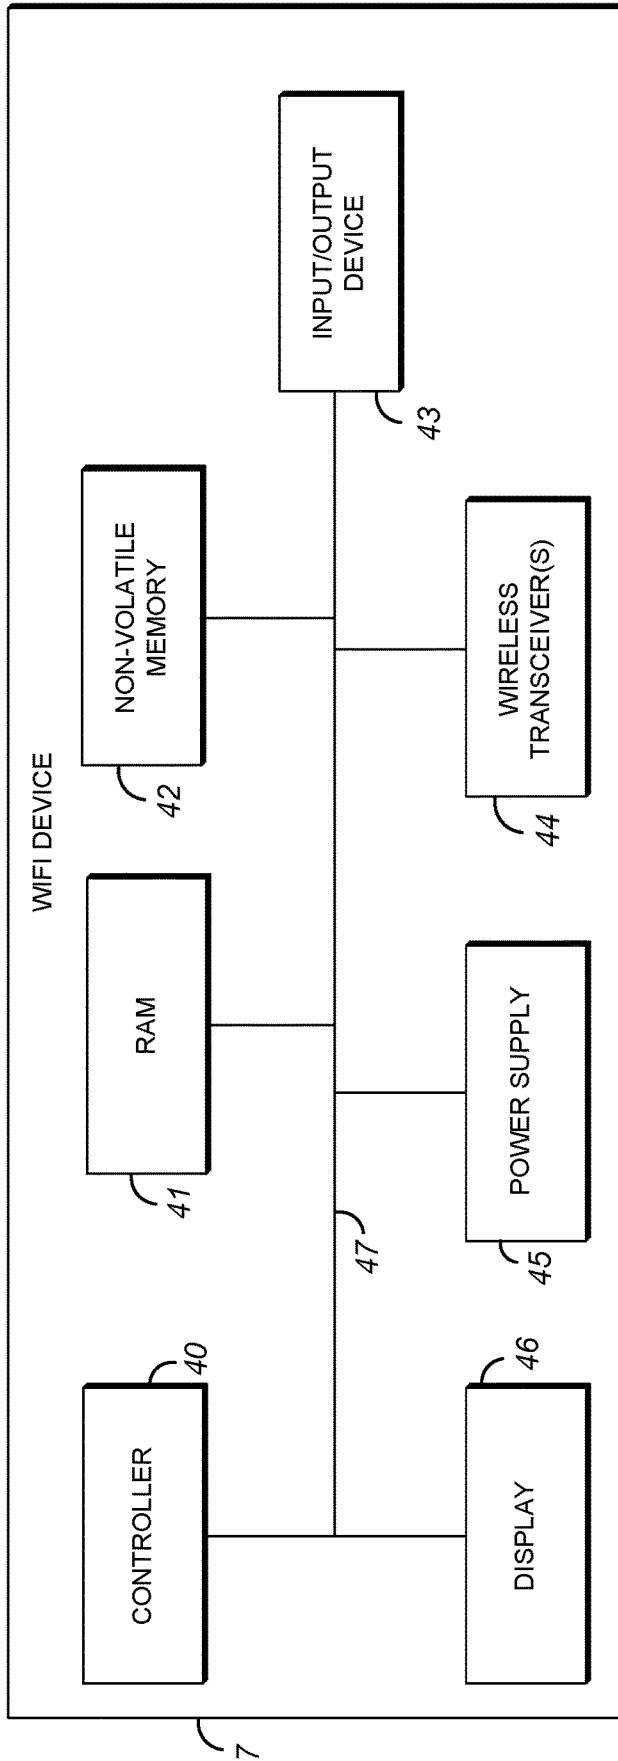 WIFI DEVICE
7
CONTROLLER
40
RAM
41
NON-VOLATILE
MEMORY
42
INPUT/OUTPUT
DEVICE
43
47
DISPLAY
46
POWER SUPPLY
45
WIRELESS
TRANSCEIVER(S)
44